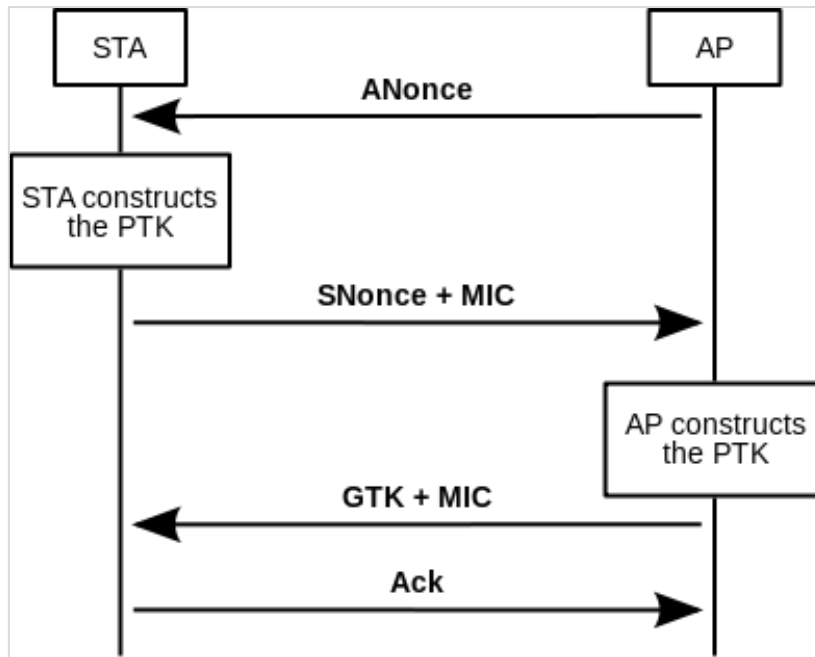 STA
AP
ANonce
STA constructs
the PTK
SNonce + MIC
AP constructs
the PTK
GTK + MIC
Ack